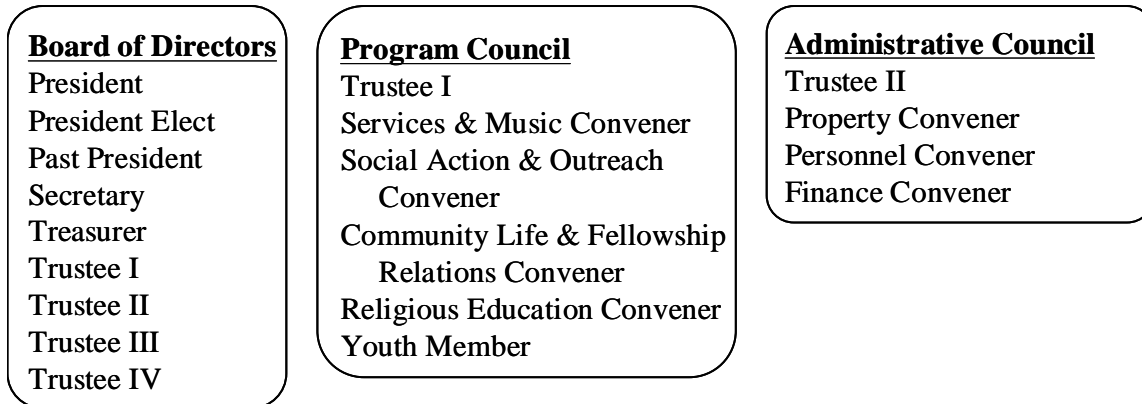 Board of Directors
President
President Elect
Past President
Secretary
Treasurer
Trustee I
Trustee II
Trustee III
Trustee IV
Program Council
Trustee I
Services & Music Convener
Social Action & Outreach
Convener
Community Life & Fellowship
Relations Convener
Religious Education Convener
Youth Member
Administrative Council
Trustee II
Property Convener
Personnel Convener
Finance Convener